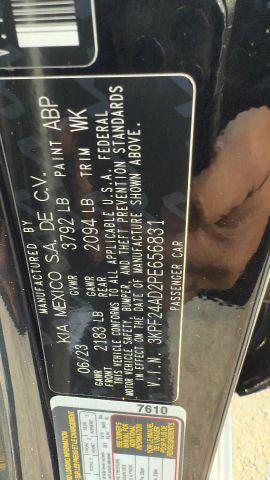 MANUFACTURED BY
KIA MEXICO S.A. DE C.V.
06/23 GVWR 3792 LB PAINT ABP
GAWR FRONT 2183 LB GAWR REAR 2094 LB TRIM WK
THIS VEHICLE CONFORMS TO ALL APPLICABLE U.S.A. FEDERAL
MOTOR VEHICLE SAFETY, BUMPER, AND THEFT PREVENTION STANDARDS
IN EFFECT ON THE DATE OF MANUFACTURE SHOWN ABOVE.
V.I.N. 3KPF24AD2PE656831
PASSENGER CAR
7610